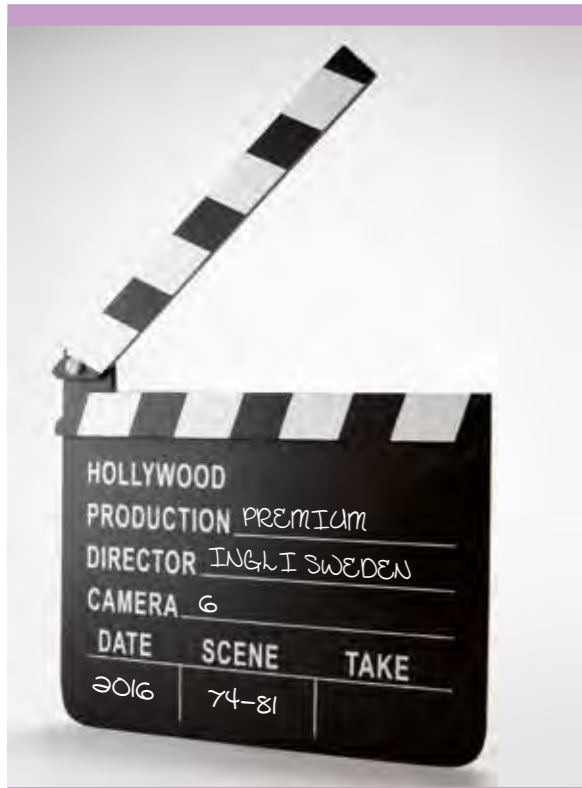 HOLLYWOOD
PRODUCTION PREMIUM
DIRECTOR INGLI SWEDEN
CAMERA 6
DATE SCENE TAKE
2016 74-81